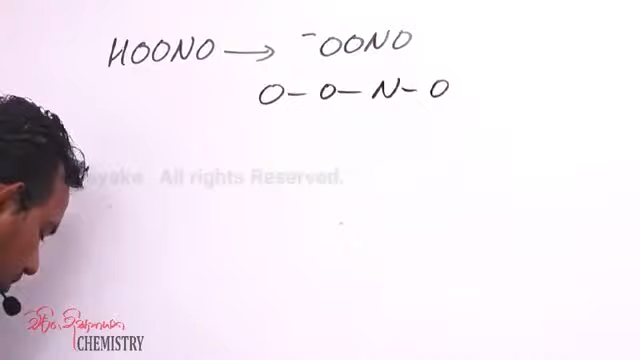 HOONO ⟶ ⁻OONO
O – O – N – O
All rights Reserved.
CHEMISTRY